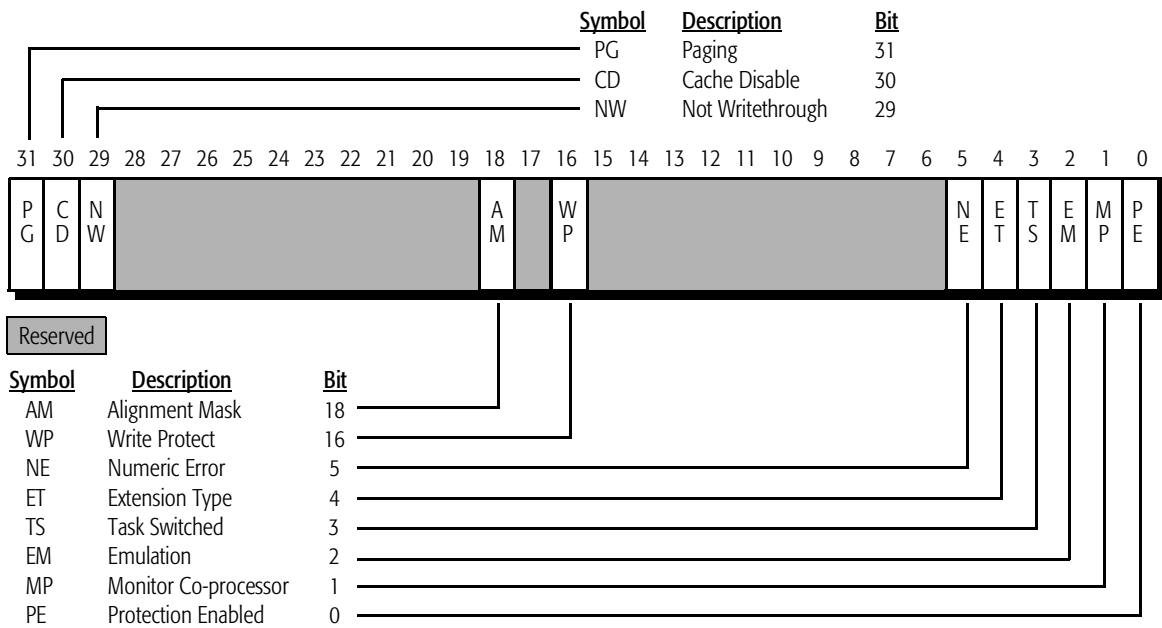 Symbol Description Bit
PG Paging 31
CD Cache Disable 30
NW Not Writethrough 29
31 30 29 28 27 26 25 24 23 22 21 20 19 18 17 16 15 14 13 12 11 10 9 8 7 6 5 4 3 2 1 0
P C N A W N E T E M P
G D W M P E T S M P E
Reserved
Symbol Description Bit
AM Alignment Mask 18
WP Write Protect 16
NE Numeric Error 5
ET Extension Type 4
TS Task Switched 3
EM Emulation 2
MP Monitor Co-processor 1
PE Protection Enabled 0